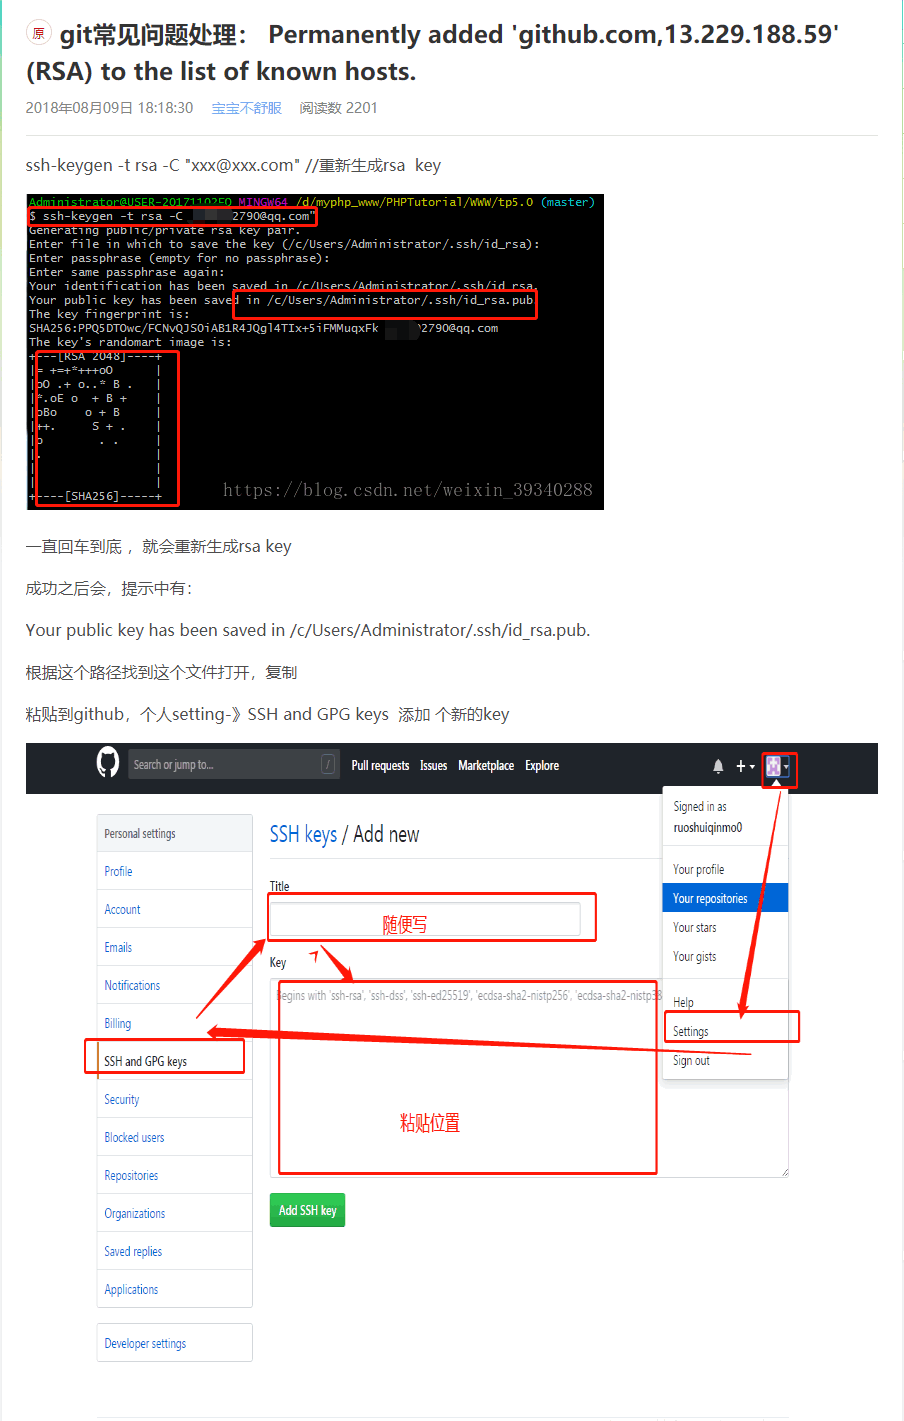 原 git常见问题处理： Permanently added 'github.com,13.229.188.59'
(RSA) to the list of known hosts.
2018年08月09日 18:18:30 宝宝不舒服 阅读数 2201
ssh-keygen -t rsa -C "xxx@xxx.com" //重新生成rsa key
Administrator@USER-20171102FO MINGW64 /d/myphp_www/PHPTutorial/WWW/tp5.0 (master)
$ ssh-keygen -t rsa -C 2790@qq.com"
Generating public/private rsa key pair.
Enter file in which to save the key (/c/Users/Administrator/.ssh/id_rsa):
Enter passphrase (empty for no passphrase):
Enter same passphrase again:
Your identification has been saved in /c/Users/Administrator/.ssh/id_rsa.
Your public key has been saved in /c/Users/Administrator/.ssh/id_rsa.pub.
The key fingerprint is:
SHA256:PPQ5DTOwc/FCNvQJSOiAB1R4JQgl4TIx+5iFMMuqxFk 2790@qq.com
The key's randomart image is:
+---[RSA 2048]----+
|= +=+*+++oO      |
|oO .+ o..* B .   |
|*.oE o  + B +    |
|oBo    o + B     |
|++.     S + .    |
|o        . .     |
|.                |
|                 |
|                 |
+----[SHA256]-----+
https://blog.csdn.net/weixin_39340288
一直回车到底 ，就会重新生成rsa key
成功之后会，提示中有：
Your public key has been saved in /c/Users/Administrator/.ssh/id_rsa.pub.
根据这个路径找到这个文件打开，复制
粘贴到github，个人setting-》SSH and GPG keys 添加 个新的key
Search or jump to... / Pull requests Issues Marketplace Explore
Signed in as
ruoshuiqinmo0
Your profile
Your repositories
Your stars
Your gists
Help
Settings
Sign out
Personal settings
Profile
Account
Emails
Notifications
Billing
SSH and GPG keys
Security
Blocked users
Repositories
Organizations
Saved replies
Applications
Developer settings
SSH keys / Add new
Title
随便写
Key
Begins with 'ssh-rsa', 'ssh-dss', 'ssh-ed25519', 'ecdsa-sha2-nistp256', 'ecdsa-sha2-nistp38
粘贴位置
Add SSH key